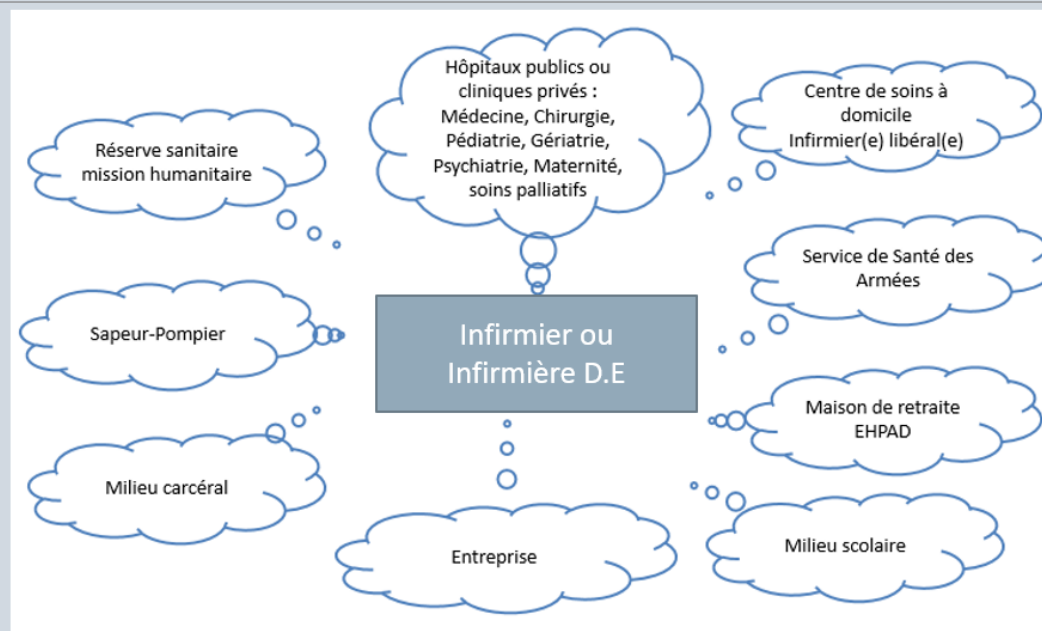 Hôpitaux publics ou
cliniques privés :
Médecine, Chirurgie,
Pédiatrie, Gériatrie,
Psychiatrie, Maternité,
soins palliatifs
Centre de soins à
domicile
Infirmier(e) libéral(e)
Réserve sanitaire
mission humanitaire
Service de Santé des
Armées
Sapeur-Pompier
Infirmier ou
Infirmière D.E
Maison de retraite
EHPAD
Milieu carcéral
Entreprise
Milieu scolaire